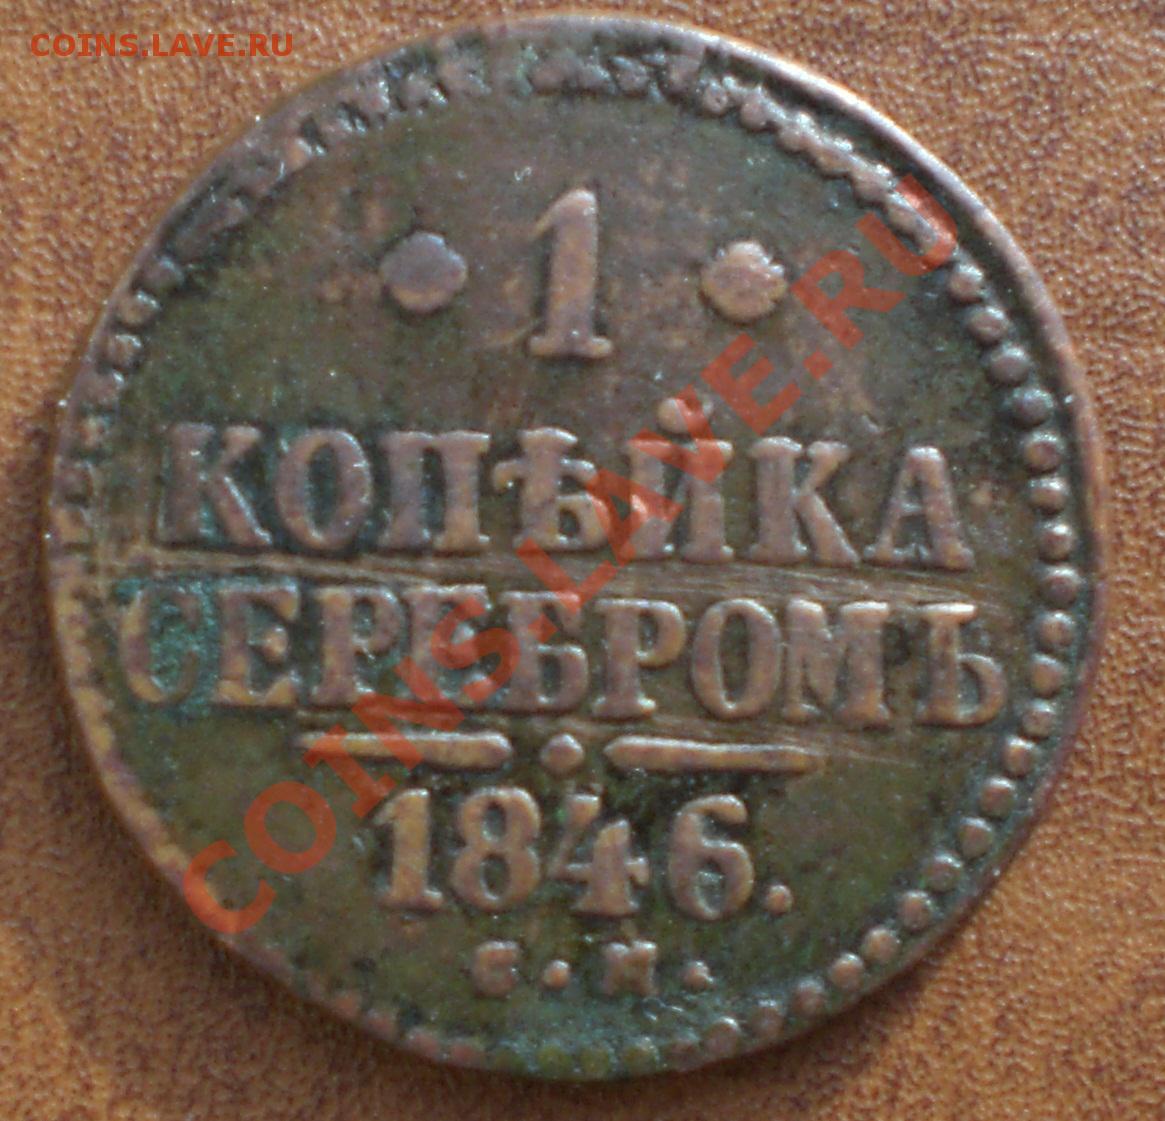 COINS.LAVE.RU
• 1 •
КОПѢЙКА
СЕРЕБРОМЪ
1846.
С.М.
COINS.LAVE.RU